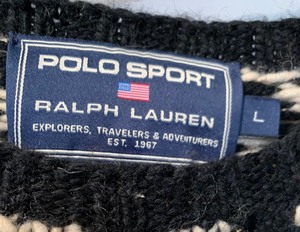 POLO SPORT
RALPH LAUREN
EXPLORERS, TRAVELERS & ADVENTURERS
EST. 1967
L